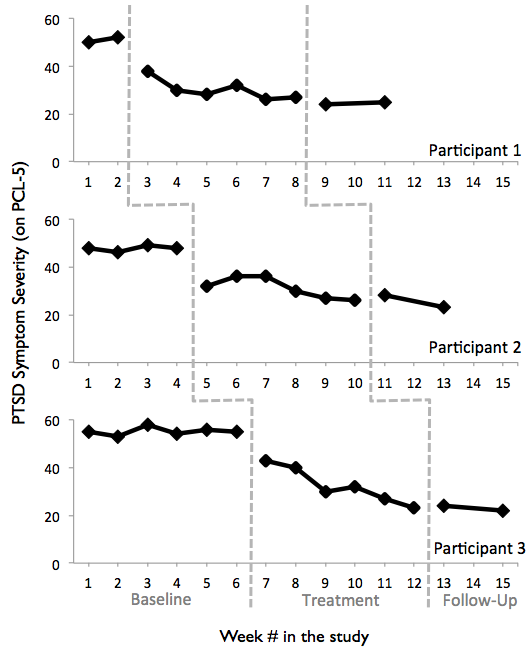 PTSD Symptom Severity (on PCL-5)
60
40
20
0
Participant 1
1 2 3 4 5 6 7 8 9 10 11 12 13 14 15
60
40
20
0
Participant 2
1 2 3 4 5 6 7 8 9 10 11 12 13 14 15
60
40
20
0
Participant 3
1 2 3 4 5 6 7 8 9 10 11 12 13 14 15
Baseline Treatment Follow-Up
Week # in the study